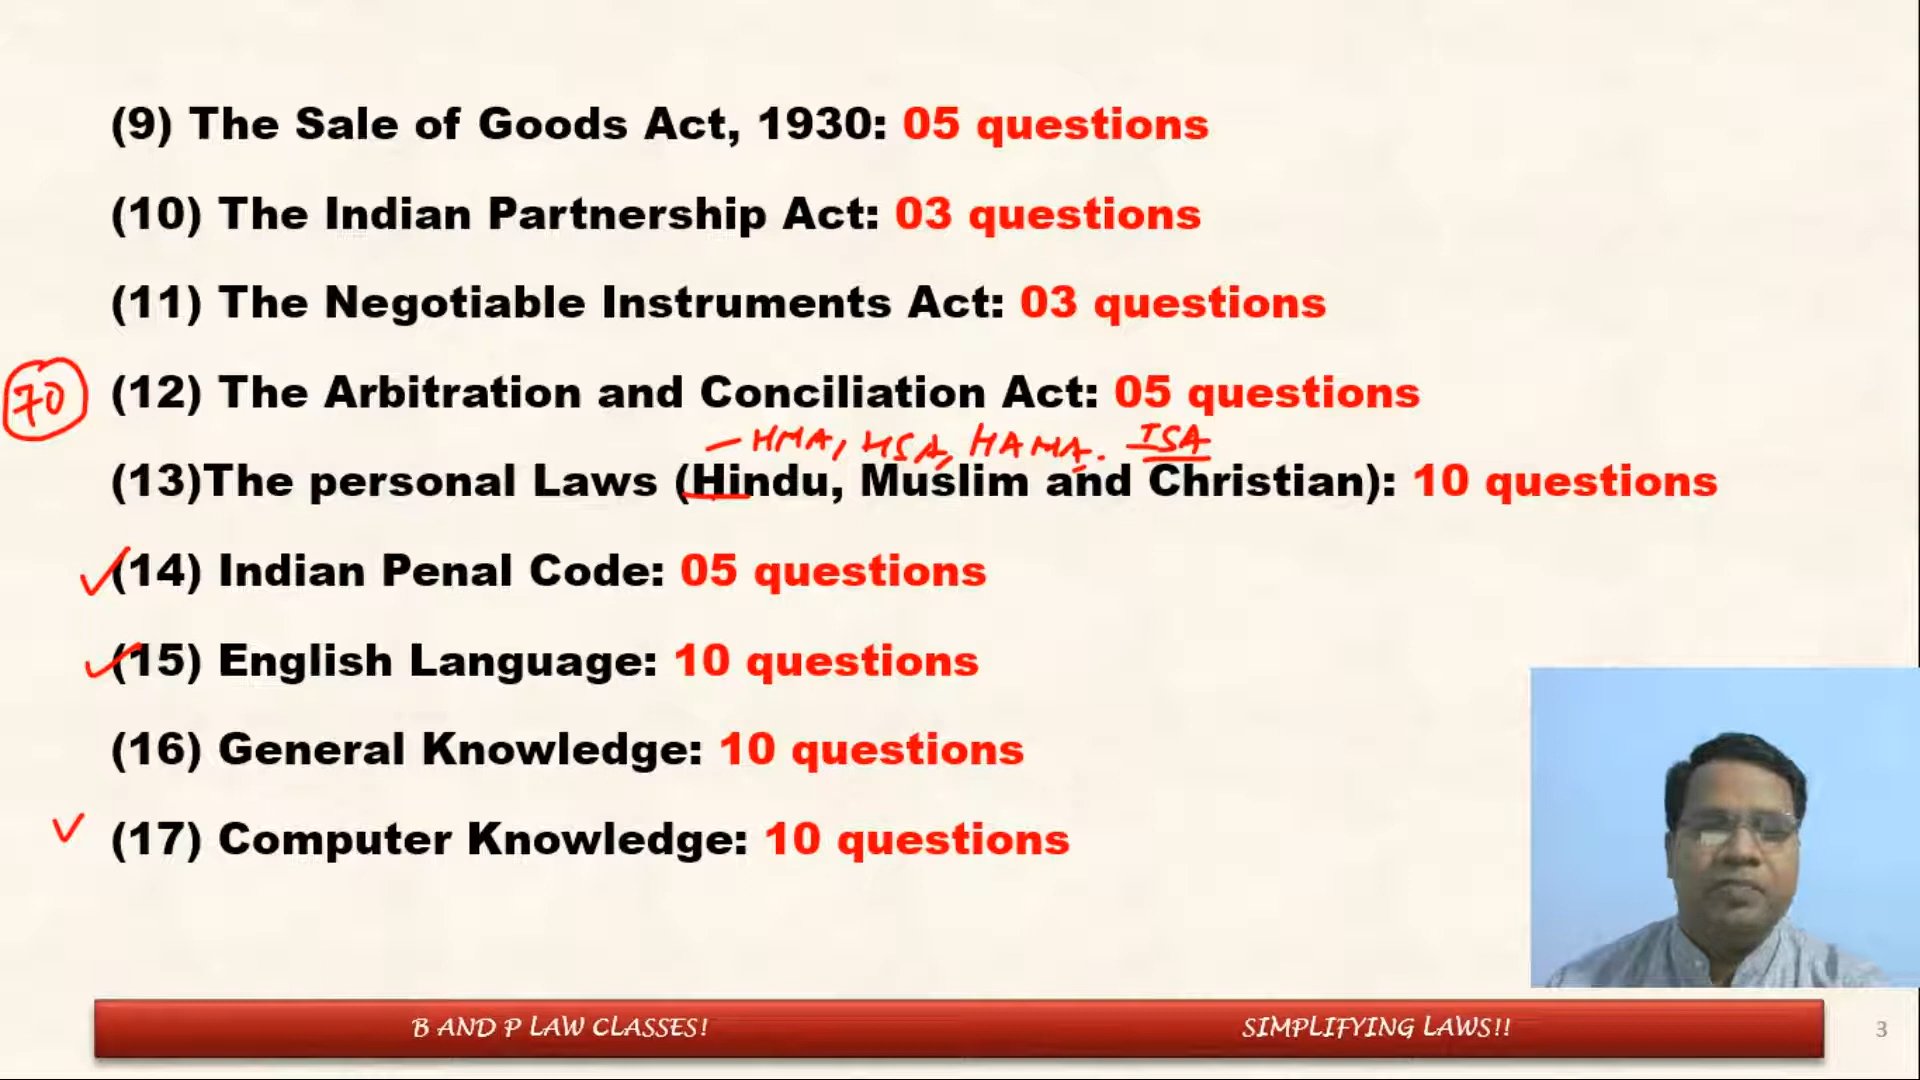 (9) The Sale of Goods Act, 1930: 05 questions
(10) The Indian Partnership Act: 03 questions
(11) The Negotiable Instruments Act: 03 questions
70
(12) The Arbitration and Conciliation Act: 05 questions
– HMA, HSA, HAMA. ISA
(13)The personal Laws (Hindu, Muslim and Christian): 10 questions
(14) Indian Penal Code: 05 questions
(15) English Language: 10 questions
(16) General Knowledge: 10 questions
(17) Computer Knowledge: 10 questions
B AND P LAW CLASSES! SIMPLIFYING LAWS!! 3